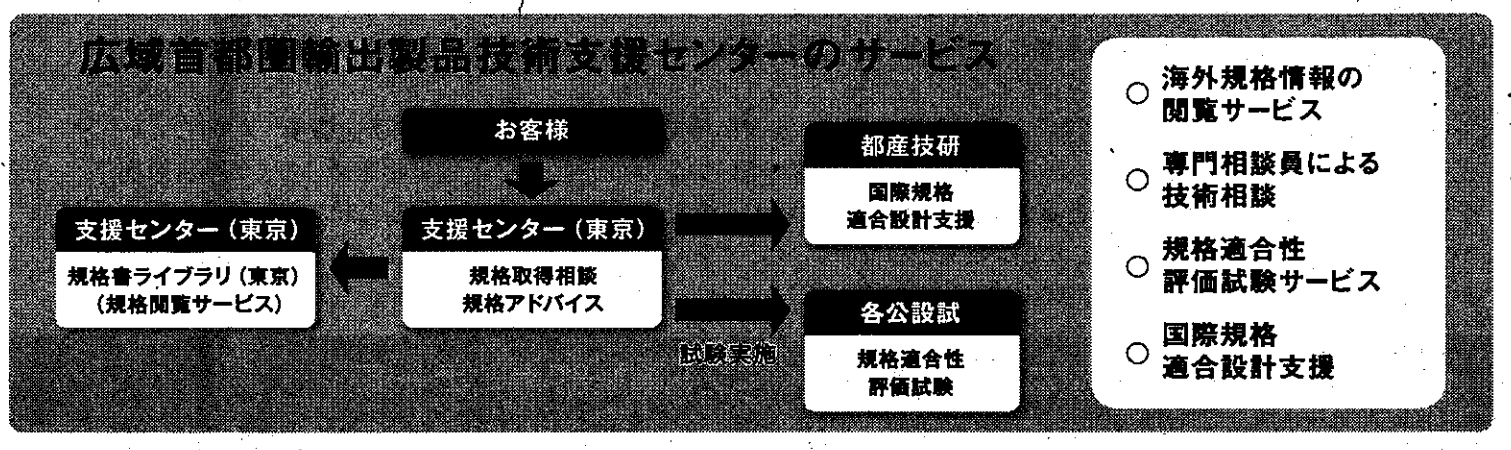 広域首都圏輸出製品技術支援センターのサービス
お客様
支援センター（東京）
規格書ライブラリ（東京）
（規格閲覧サービス）
支援センター（東京）
規格取得相談
規格アドバイス
都産技研
国際規格
適合設計支援
試験実施
各公設試
規格適合性
評価試験
○ 海外規格情報の
閲覧サービス
○ 専門相談員による
技術相談
○ 規格適合性
評価試験サービス
○ 国際規格
適合設計支援